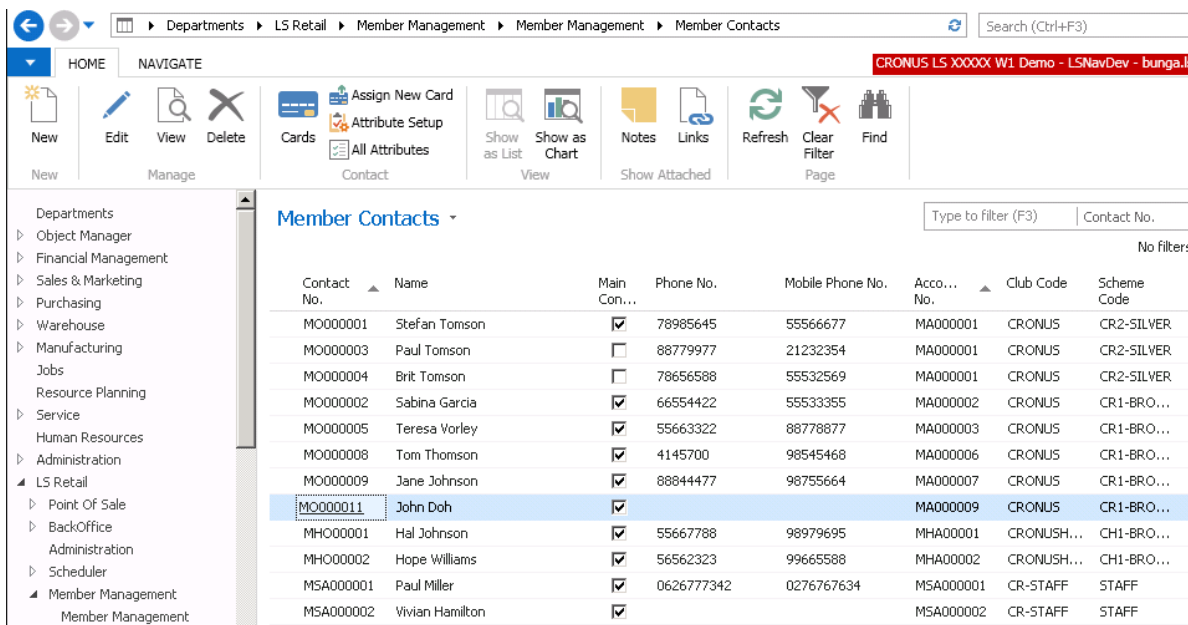 Departments LS Retail Member Management Member Management Member Contacts Search (Ctrl+F3)
HOME NAVIGATE CRONUS LS XXXXX W1 Demo - LSNavDev - bunga.ls
New Edit View Delete Cards Assign New Card Attribute Setup All Attributes Show as List Show as Chart Notes Links Refresh Clear Filter Find
New Manage Contact View Show Attached Page
Departments
Object Manager
Financial Management
Sales & Marketing
Purchasing
Warehouse
Manufacturing
Jobs
Resource Planning
Service
Human Resources
Administration
LS Retail
Point Of Sale
BackOffice
Administration
Scheduler
Member Management
Member Management
Member Contacts Type to filter (F3) Contact No.
No filters
Contact No. Name Main Con... Phone No. Mobile Phone No. Acco... No. Club Code Scheme Code
MO000001 Stefan Tomson 78985645 55566677 MA000001 CRONUS CR2-SILVER
MO000003 Paul Tomson 88779977 21232354 MA000001 CRONUS CR2-SILVER
MO000004 Brit Tomson 78656588 55532569 MA000001 CRONUS CR2-SILVER
MO000002 Sabina Garcia 66554422 55533355 MA000002 CRONUS CR1-BRO...
MO000005 Teresa Vorley 55663322 88778877 MA000003 CRONUS CR1-BRO...
MO000008 Tom Thomson 4145700 98545468 MA000006 CRONUS CR1-BRO...
MO000009 Jane Johnson 88844477 98755664 MA000007 CRONUS CR1-BRO...
MO000011 John Doh MA000009 CRONUS CR1-BRO...
MHO00001 Hal Johnson 55667788 98979695 MHA00001 CRONUSH... CH1-BRO...
MHO00002 Hope Williams 56562323 99665588 MHA00002 CRONUSH... CH1-BRO...
MSA000001 Paul Miller 0626777342 0276767634 MSA000001 CR-STAFF STAFF
MSA000002 Vivian Hamilton MSA000002 CR-STAFF STAFF